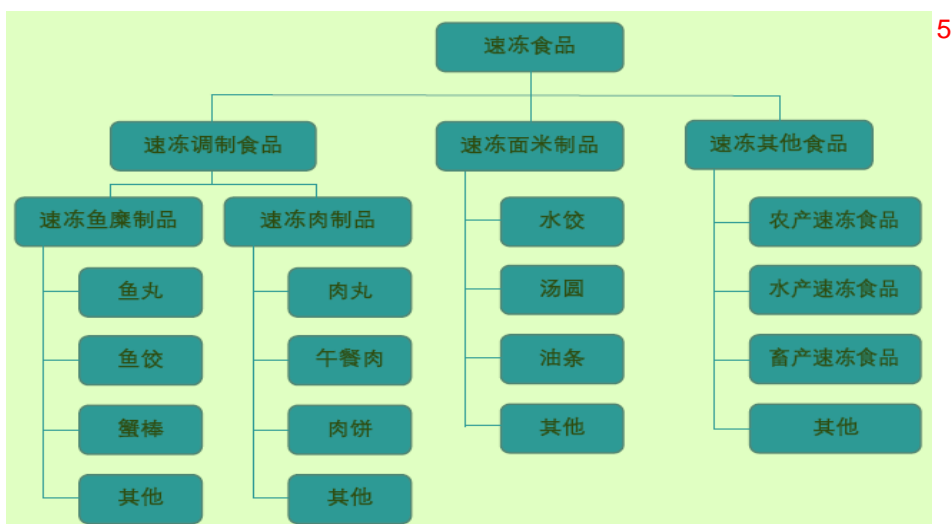 5
速冻食品
速冻调制食品
速冻面米制品
速冻其他食品
速冻鱼糜制品
速冻肉制品
鱼丸
鱼饺
蟹棒
其他
肉丸
午餐肉
肉饼
其他
水饺
汤圆
油条
其他
农产速冻食品
水产速冻食品
畜产速冻食品
其他